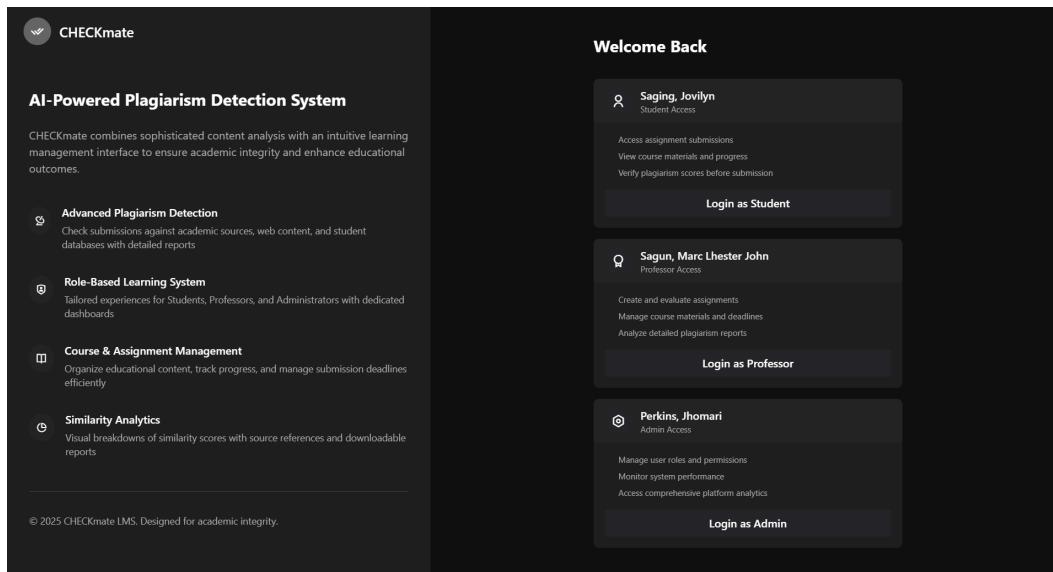 CHECKmate
AI-Powered Plagiarism Detection System
CHECKmate combines sophisticated content analysis with an intuitive learning
management interface to ensure academic integrity and enhance educational
outcomes.
Advanced Plagiarism Detection
Check submissions against academic sources, web content, and student
databases with detailed reports
Role-Based Learning System
Tailored experiences for Students, Professors, and Administrators with dedicated
dashboards
Course & Assignment Management
Organize educational content, track progress, and manage submission deadlines
efficiently
Similarity Analytics
Visual breakdowns of similarity scores with source references and downloadable
reports
© 2025 CHECKmate LMS. Designed for academic integrity.
Welcome Back
Saging, Jovilyn
Student Access
Access assignment submissions
View course materials and progress
Verify plagiarism scores before submission
Login as Student
Sagun, Marc Lhester John
Professor Access
Create and evaluate assignments
Manage course materials and deadlines
Analyze detailed plagiarism reports
Login as Professor
Perkins, Jhomari
Admin Access
Manage user roles and permissions
Monitor system performance
Access comprehensive platform analytics
Login as Admin